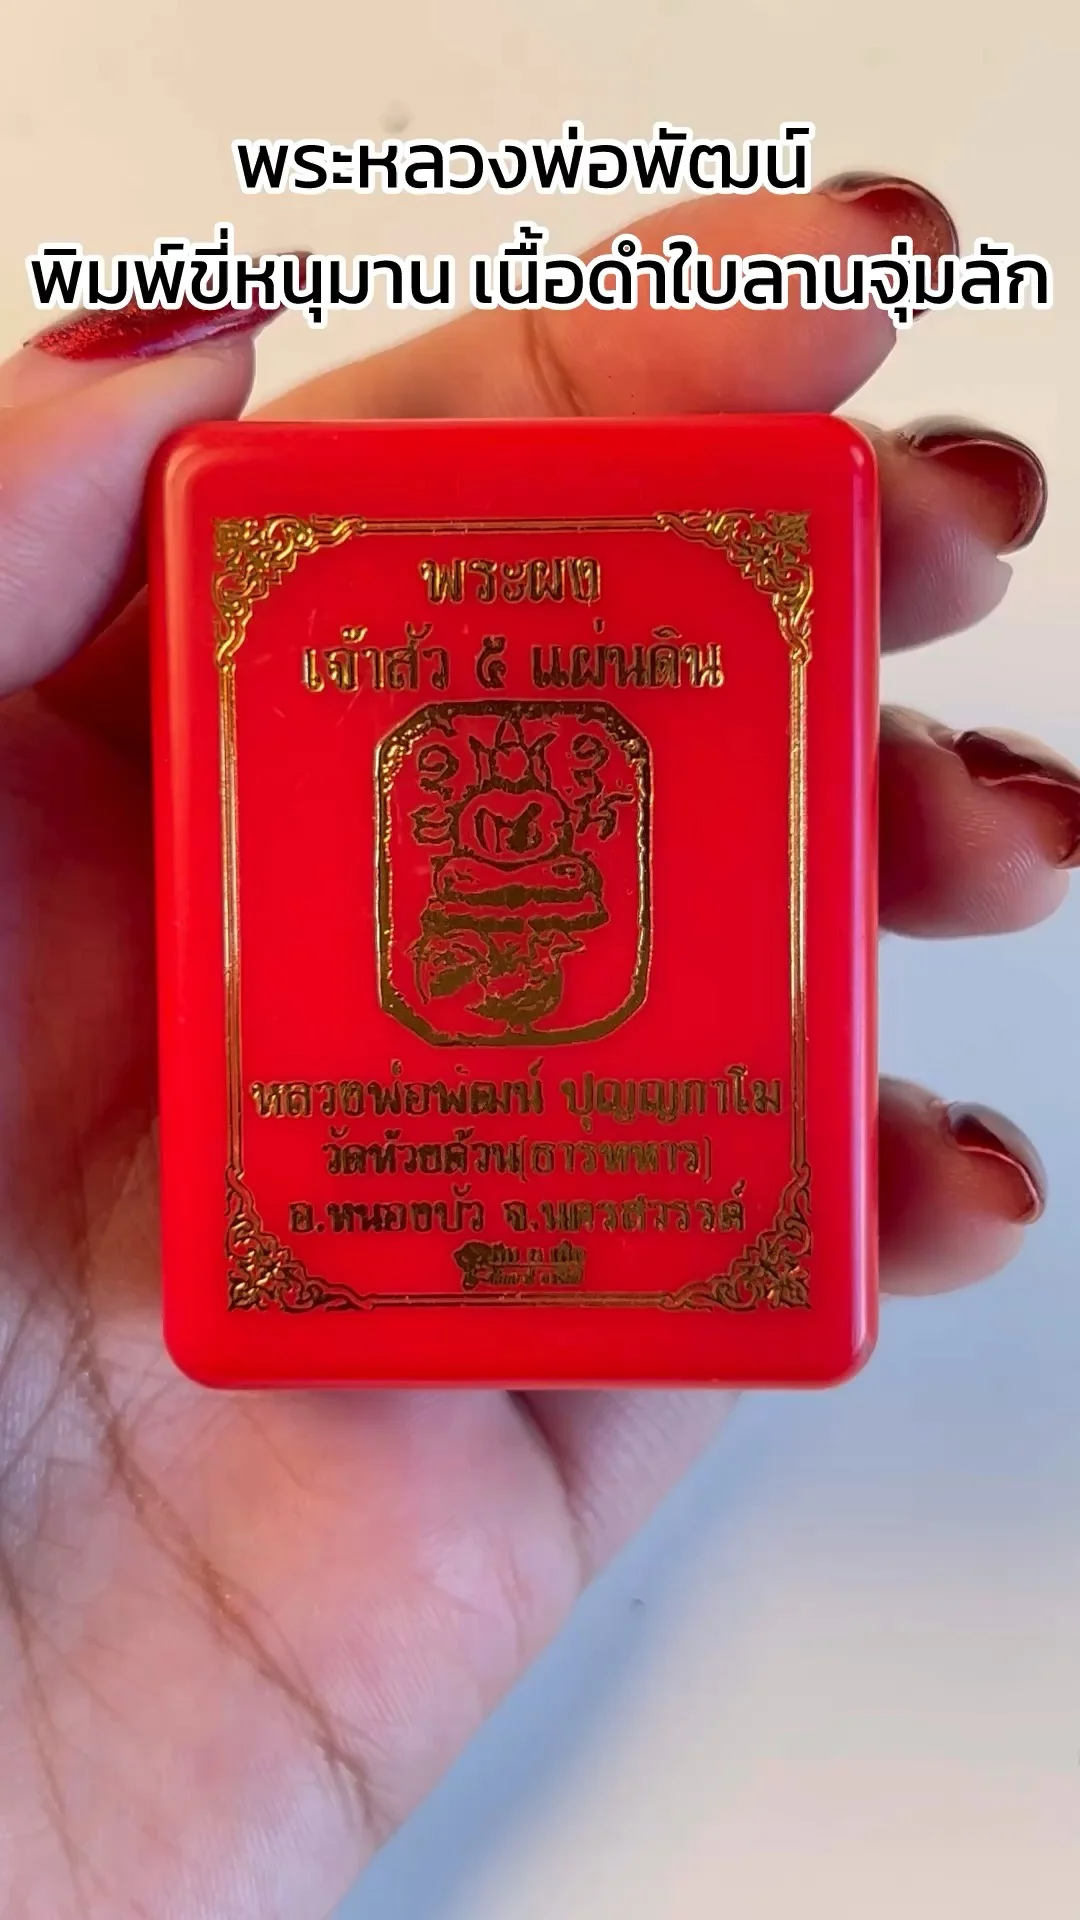 พระหลวงพ่อพัฒน์
พิมพ์ขี่หนุมาน เนื้อดำใบลานจุ่มลัก
พระผง
เจ้าสัว ๕ แผ่นดิน
หลวงพ่อพัฒน์ ปุญญกาโม
วัดห้วยด้วน(ธารทหาร)
อ.หนองบัว จ.นครสวรรค์